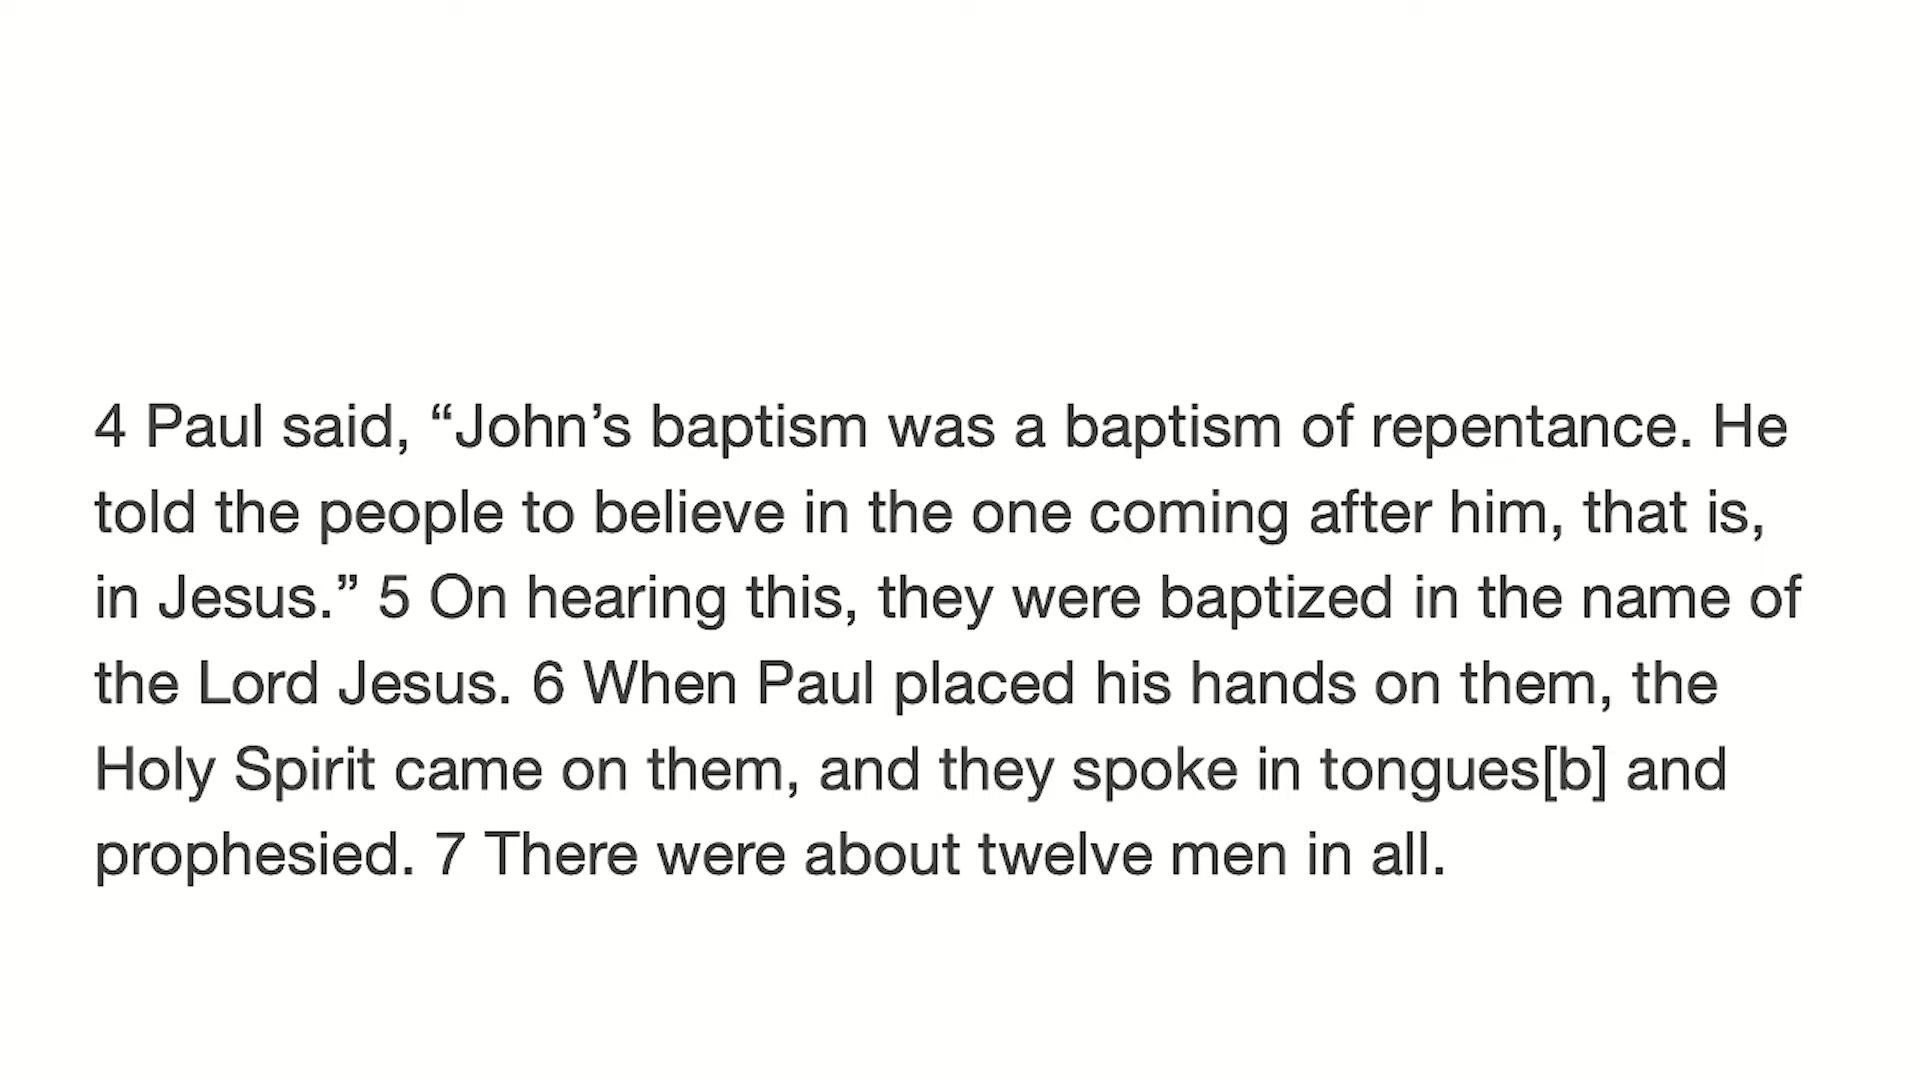 4 Paul said, “John’s baptism was a baptism of repentance. He
told the people to believe in the one coming after him, that is,
in Jesus.” 5 On hearing this, they were baptized in the name of
the Lord Jesus. 6 When Paul placed his hands on them, the
Holy Spirit came on them, and they spoke in tongues[b] and
prophesied. 7 There were about twelve men in all.